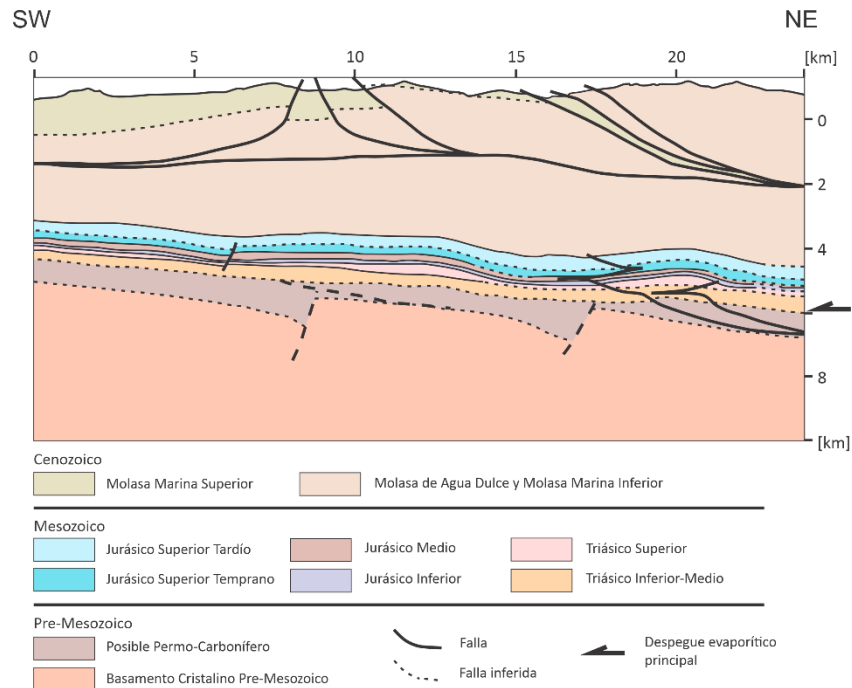 SW NE
0 5 10 15 20 [km]
0
2
4
8
[km]
Cenozoico
Molasa Marina Superior Molasa de Agua Dulce y Molasa Marina Inferior
Mesozoico
Jurásico Superior Tardío Jurásico Medio Triásico Superior
Jurásico Superior Temprano Jurásico Inferior Triásico Inferior-Medio
Pre-Mesozoico
Posible Permo-Carbonífero Falla Despegue evaporítico
principal
Basamento Cristalino Pre-Mesozoico Falla inferida